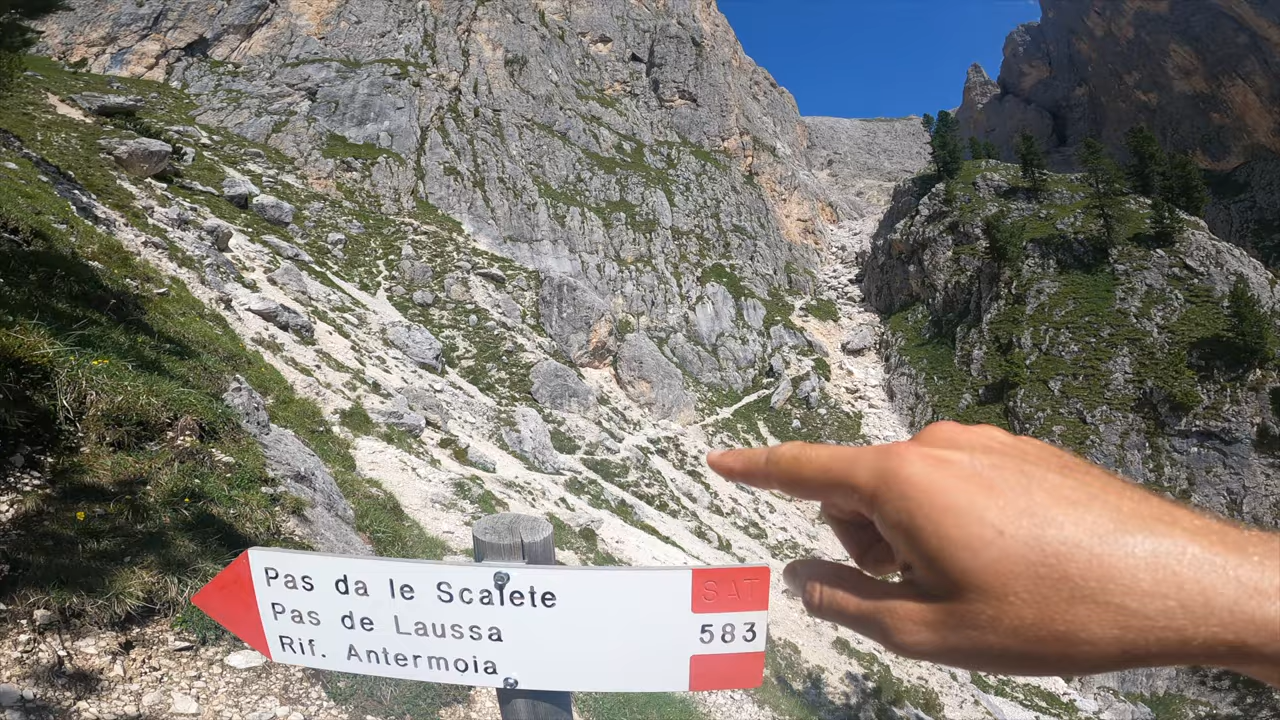 Pas da le Scalete
Pas de Laussa
Rif. Antermoia
SAT
583